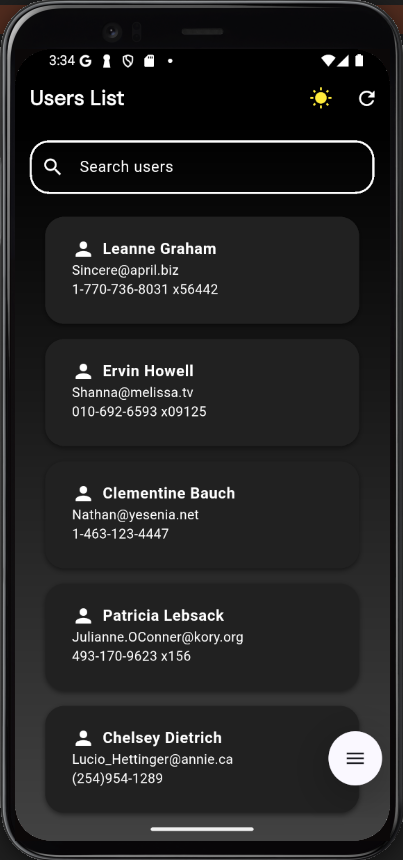 3:34 G
Users List
Search users
Leanne Graham
Sincere@april.biz
1-770-736-8031 x56442
Ervin Howell
Shanna@melissa.tv
010-692-6593 x09125
Clementine Bauch
Nathan@yesenia.net
1-463-123-4447
Patricia Lebsack
Julianne.OConner@kory.org
493-170-9623 x156
Chelsey Dietrich
Lucio_Hettinger@annie.ca
(254)954-1289